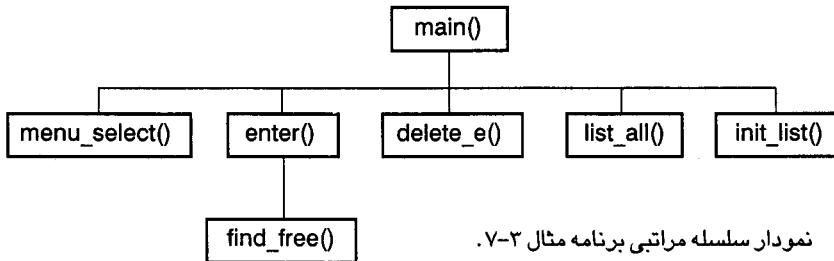 main()
menu_select()
enter()
delete_e()
list_all()
init_list()
find_free()
نمودار سلسله مراتبی برنامه مثال ۳-۷.